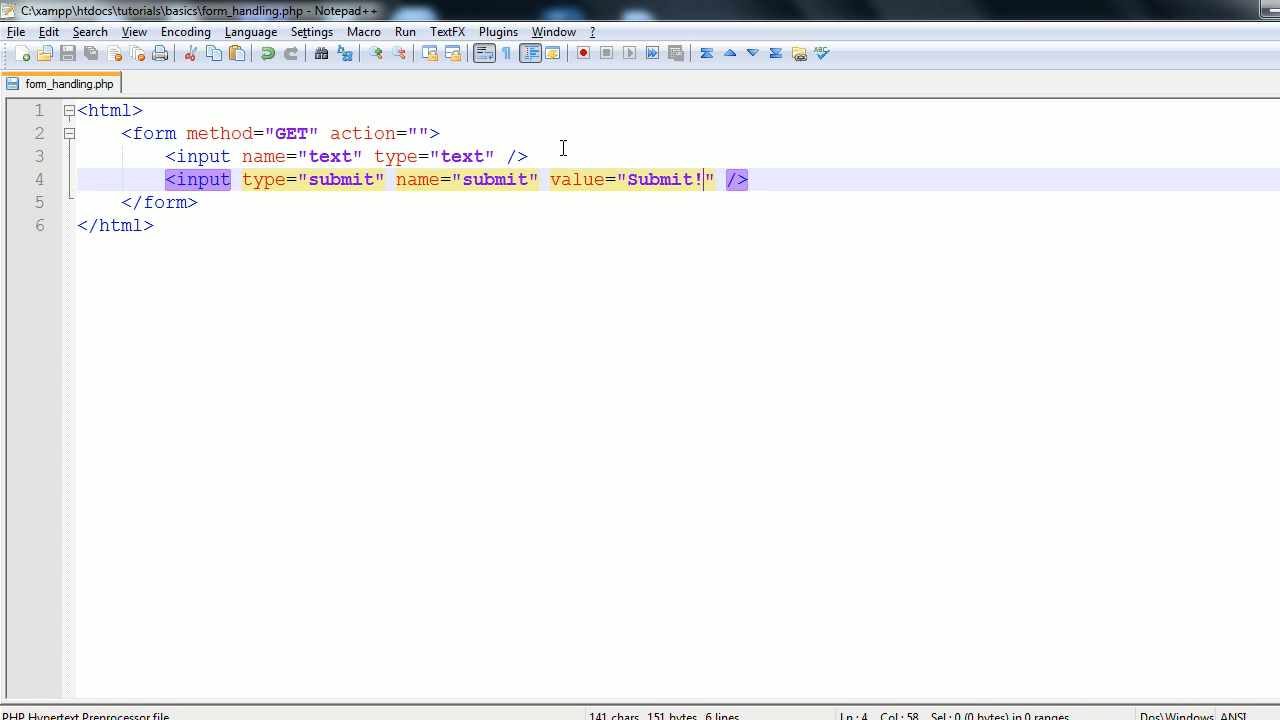 C:\xampp\htdocs\tutorials\basics\form_handling.php - Notepad++
File Edit Search View Encoding Language Settings Macro Run TextFX Plugins Window ?
form_handling.php
1 <html>
2 <form method="GET" action="">
3 <input name="text" type="text" />
4 <input type="submit" name="submit" value="Submit!" />
5 </form>
6 </html>
PHP Hypertext Preprocessor file 141 chars 151 bytes 6 lines Ln : 4 Col : 58 Sel : 0 (0 bytes) in 0 ranges Dos\Windows ANSI